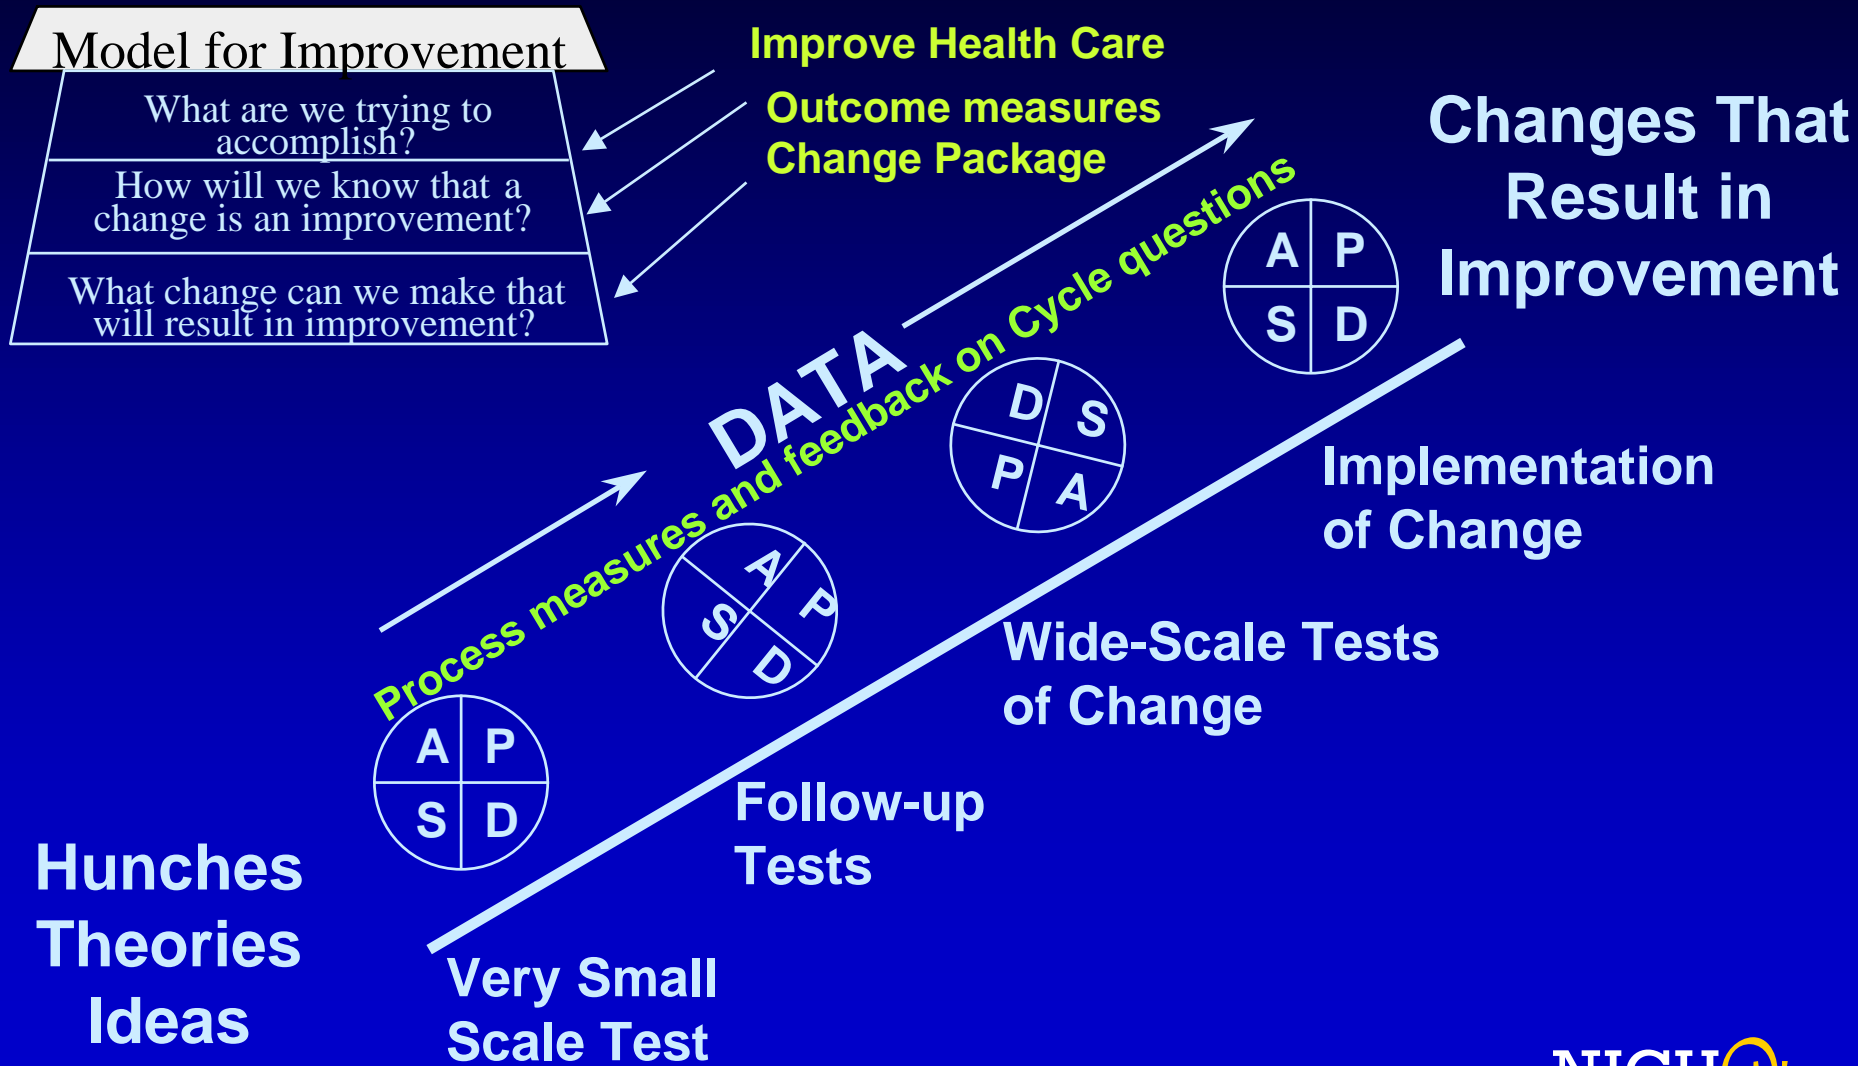 Model for Improvement
What are we trying to
accomplish?
How will we know that a
change is an improvement?
What change can we make that
will result in improvement?
Improve Health Care
Outcome measures
Change Package
Changes That
Result in
Improvement
DATA
Process measures and feedback on Cycle questions
A P
S D
D S
P A
A P
S D
A P
S D
Implementation
of Change
Wide-Scale Tests
of Change
Follow-up
Tests
Very Small
Scale Test
Hunches
Theories
Ideas